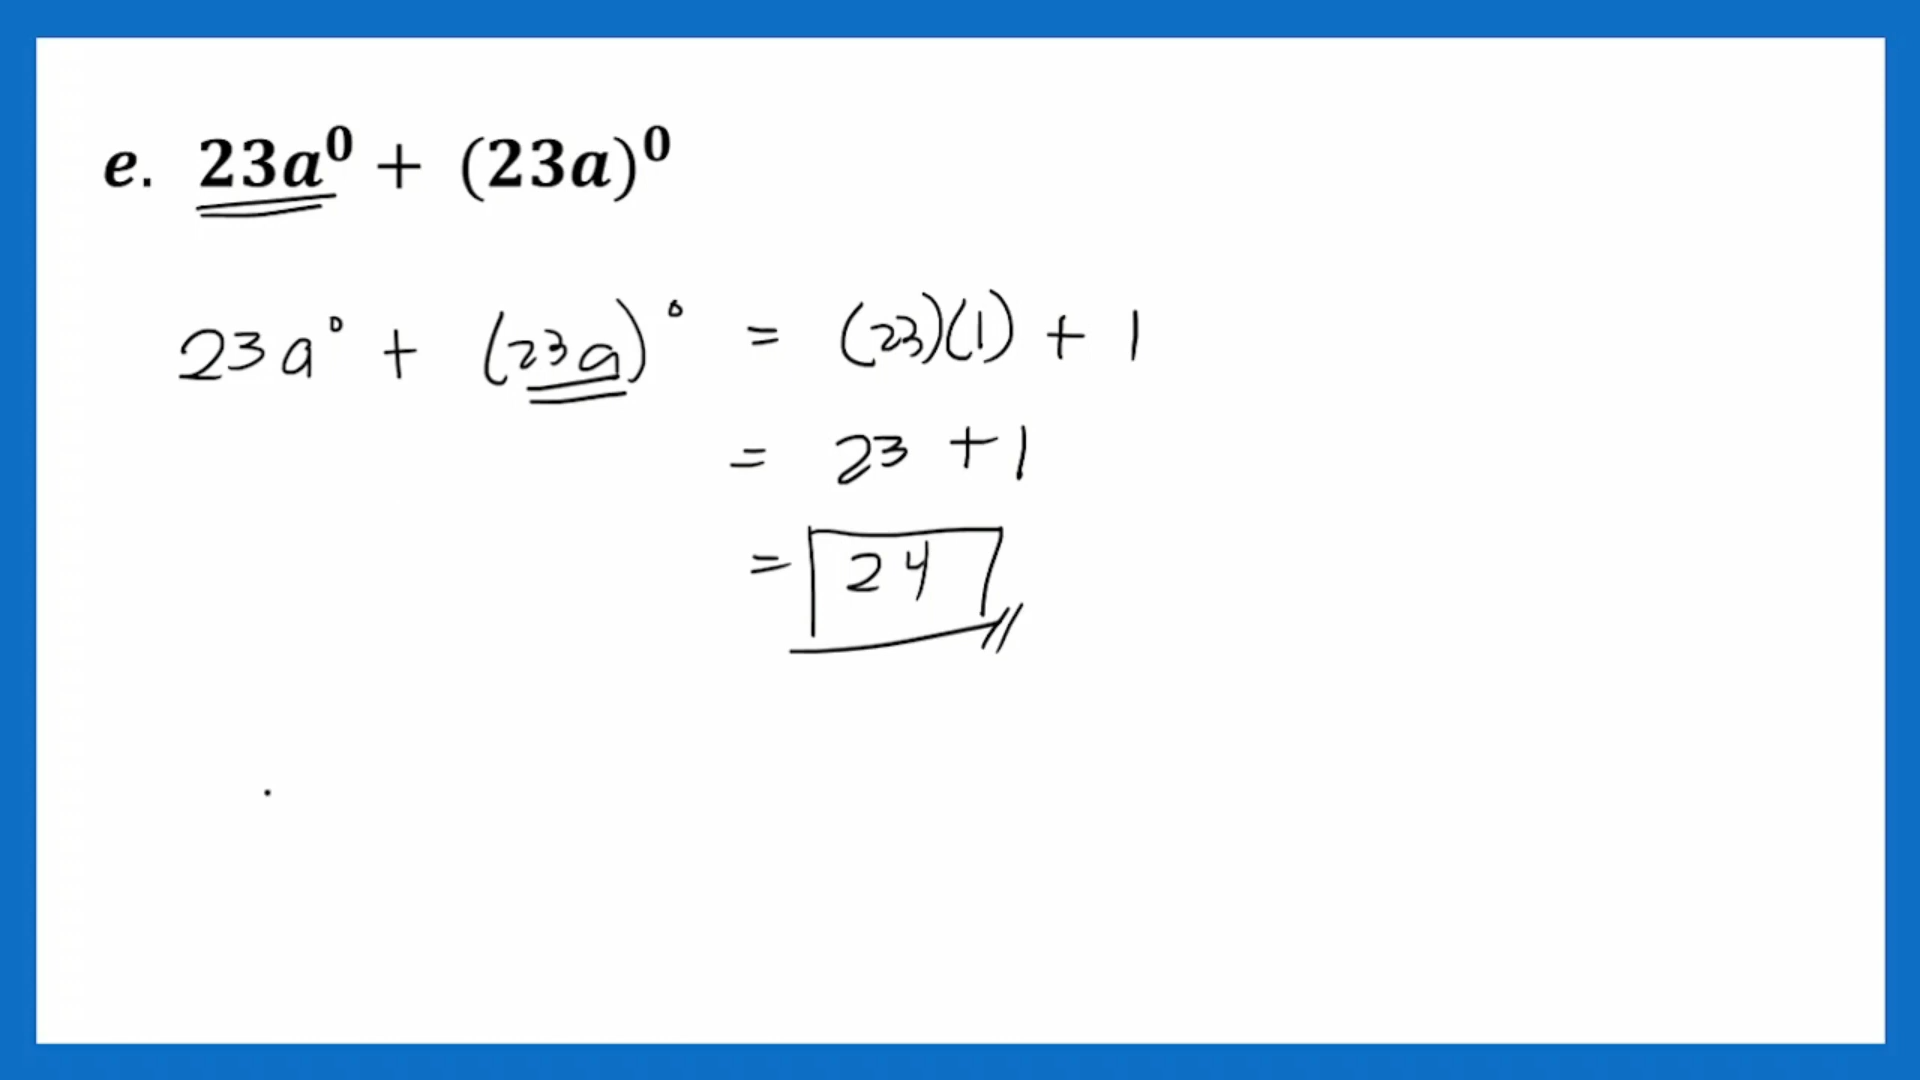 e. 23a⁰ + (23a)⁰
23a⁰ + (23a)⁰ = (23)(1) + 1
= 23 + 1
= 24